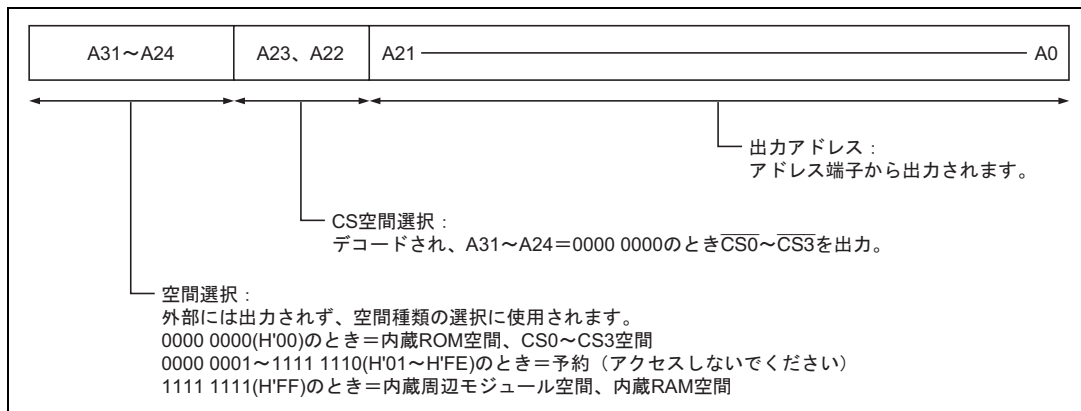 A31～A24 A23、A22 A21 A0
出力アドレス：
アドレス端子から出力されます。
CS空間選択：
デコードされ、A31～A24＝0000 0000のときC̅S̅0̅～C̅S̅3̅を出力。
空間選択：
外部には出力されず、空間種類の選択に使用されます。
0000 0000(H'00)のとき＝内蔵ROM空間、CS0～CS3空間
0000 0001～1111 1110(H'01～H'FE)のとき＝予約（アクセスしないでください）
1111 1111(H'FF)のとき＝内蔵周辺モジュール空間、内蔵RAM空間